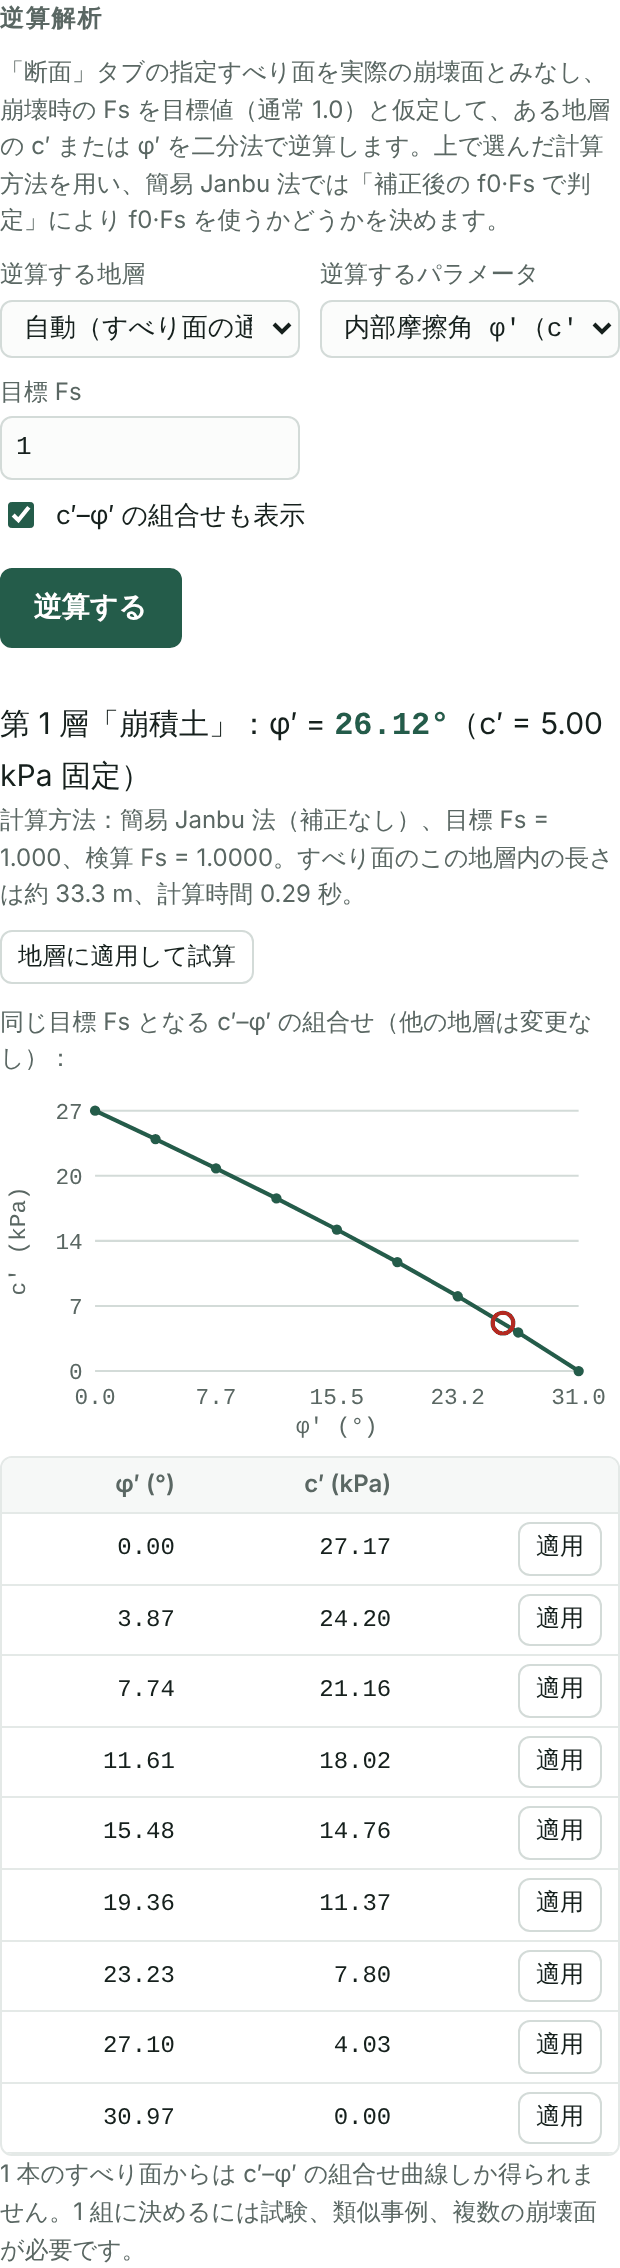 逆算解析
「断面」タブの指定すべり面を実際の崩壊面とみなし、
崩壊時の Fs を目標値（通常 1.0）と仮定して、ある地層
の c′ または φ′ を二分法で逆算します。上で選んだ計算
方法を用い、簡易 Janbu 法では「補正後の f0·Fs で判
定」により f0·Fs を使うかどうかを決めます。
逆算する地層
逆算するパラメータ
自動（すべり面の通
内部摩擦角 φ'（c'
目標 Fs
1
c′–φ′ の組合せも表示
逆算する
第 1 層「崩積土」：φ′ = 26.12°（c′ = 5.00
kPa 固定）
計算方法：簡易 Janbu 法（補正なし）、目標 Fs =
1.000、検算 Fs = 1.0000。すべり面のこの地層内の長さ
は約 33.3 m、計算時間 0.29 秒。
地層に適用して試算
同じ目標 Fs となる c′–φ′ の組合せ（他の地層は変更な
し）：
27
20
14
7
0
c' (kPa)
0.0 7.7 15.5 23.2 31.0
φ' (°)
φ′ (°) c′ (kPa)
0.00 27.17 適用
3.87 24.20 適用
7.74 21.16 適用
11.61 18.02 適用
15.48 14.76 適用
19.36 11.37 適用
23.23 7.80 適用
27.10 4.03 適用
30.97 0.00 適用
1 本のすべり面からは c′–φ′ の組合せ曲線しか得られま
せん。1 組に決めるには試験、類似事例、複数の崩壊面
が必要です。